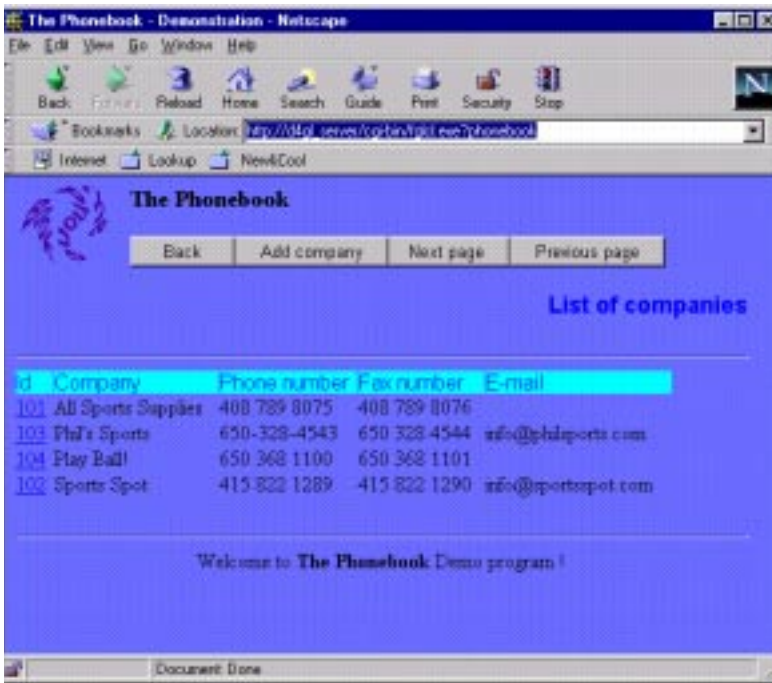 The Phonebook - Demonstration - Netscape
File Edit View Go Window Help
Back Forward Reload Home Search Guide Print Security Stop
N
Bookmarks Location:
Internet Lookup New&Cool
The Phonebook
Back Add company Next page Previous page
List of companies
Id Company Phone number Fax number E-mail
101 All Sports Supplies 408 789 8075 408 789 8076
103 Phil's Sports 650-328-4543 650 328 4544 info@philsports.com
104 Play Ball! 650 368 1100 650 368 1101
102 Sports Spot 415 822 1289 415 822 1290 info@sportsspot.com
Welcome to The Phonebook Demo program !
Document: Done